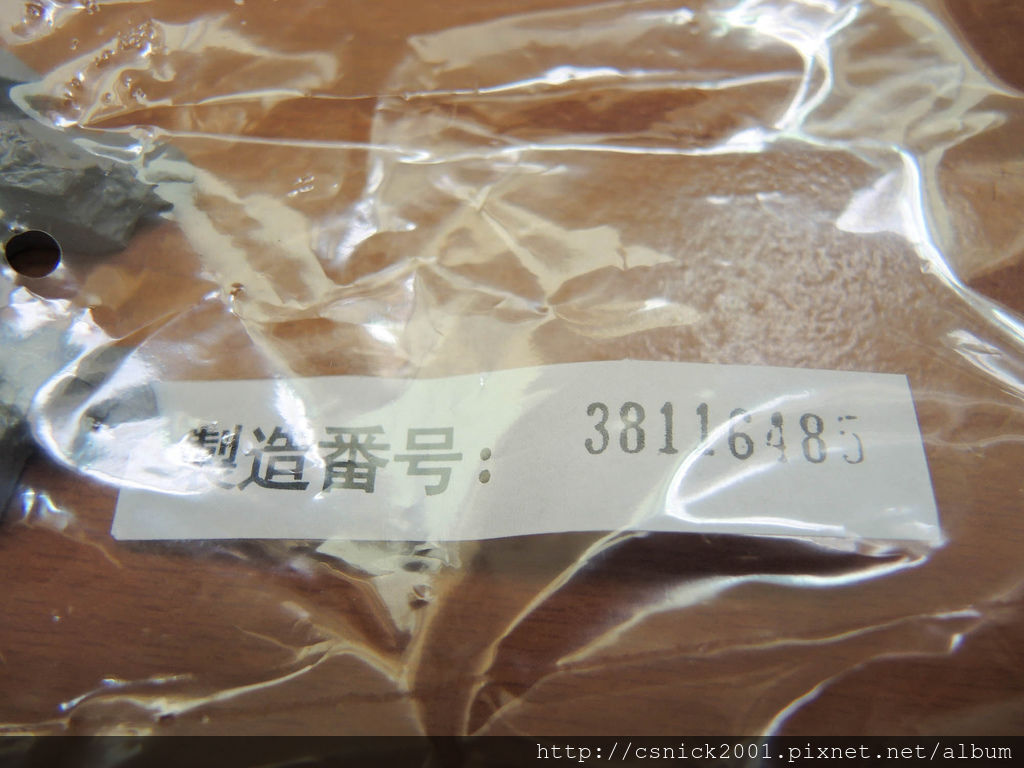 製造番号: 38116485
http://csnick2001.pixnet.net/album